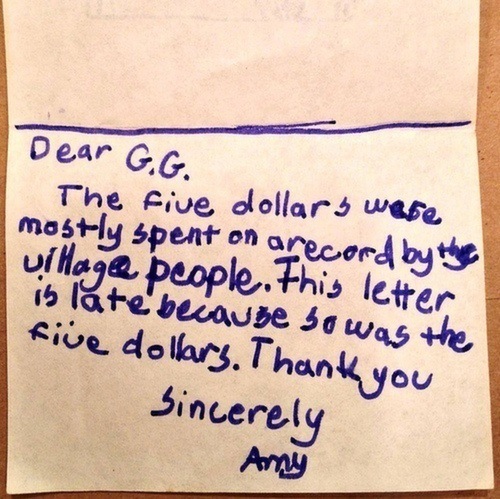 Dear G.G.
The five dollars were
mostly spent on arecord by the
village people. This letter
is late because so was the
five dollars. Thank you
Sincerely
Amy